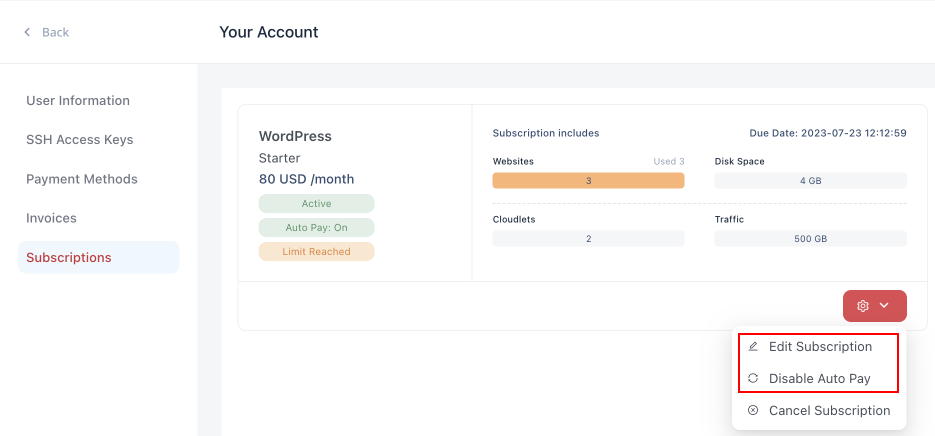 Back
Your Account
User Information
SSH Access Keys
Payment Methods
Invoices
Subscriptions
WordPress
Starter
80 USD /month
Active
Auto Pay: On
Limit Reached
Subscription includes
Due Date: 2023-07-23 12:12:59
Websites
Used 3
3
Disk Space
4 GB
Cloudlets
2
Traffic
500 GB
Edit Subscription
Disable Auto Pay
Cancel Subscription